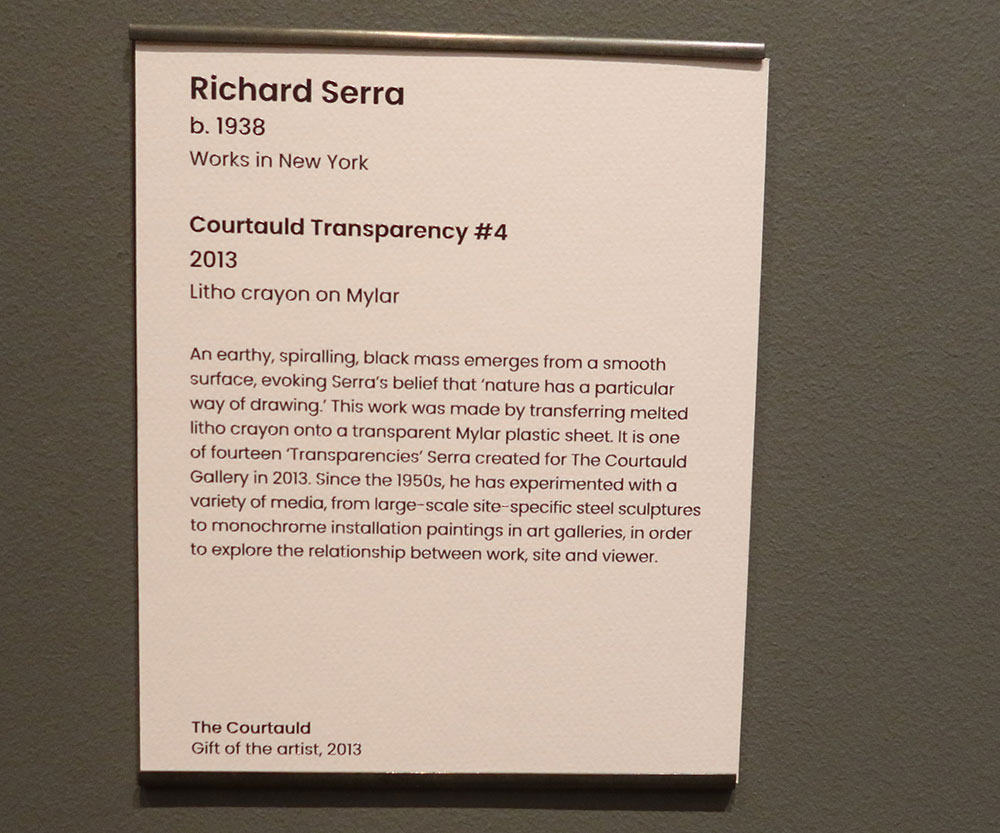 Richard Serra
b. 1938
Works in New York
Courtauld Transparency #4
2013
Litho crayon on Mylar
An earthy, spiralling, black mass emerges from a smooth
surface, evoking Serra's belief that ‘nature has a particular
way of drawing.’ This work was made by transferring melted
litho crayon onto a transparent Mylar plastic sheet. It is one
of fourteen ‘Transparencies’ Serra created for The Courtauld
Gallery in 2013. Since the 1950s, he has experimented with a
variety of media, from large-scale site-specific steel sculptures
to monochrome installation paintings in art galleries, in order
to explore the relationship between work, site and viewer.
The Courtauld
Gift of the artist, 2013